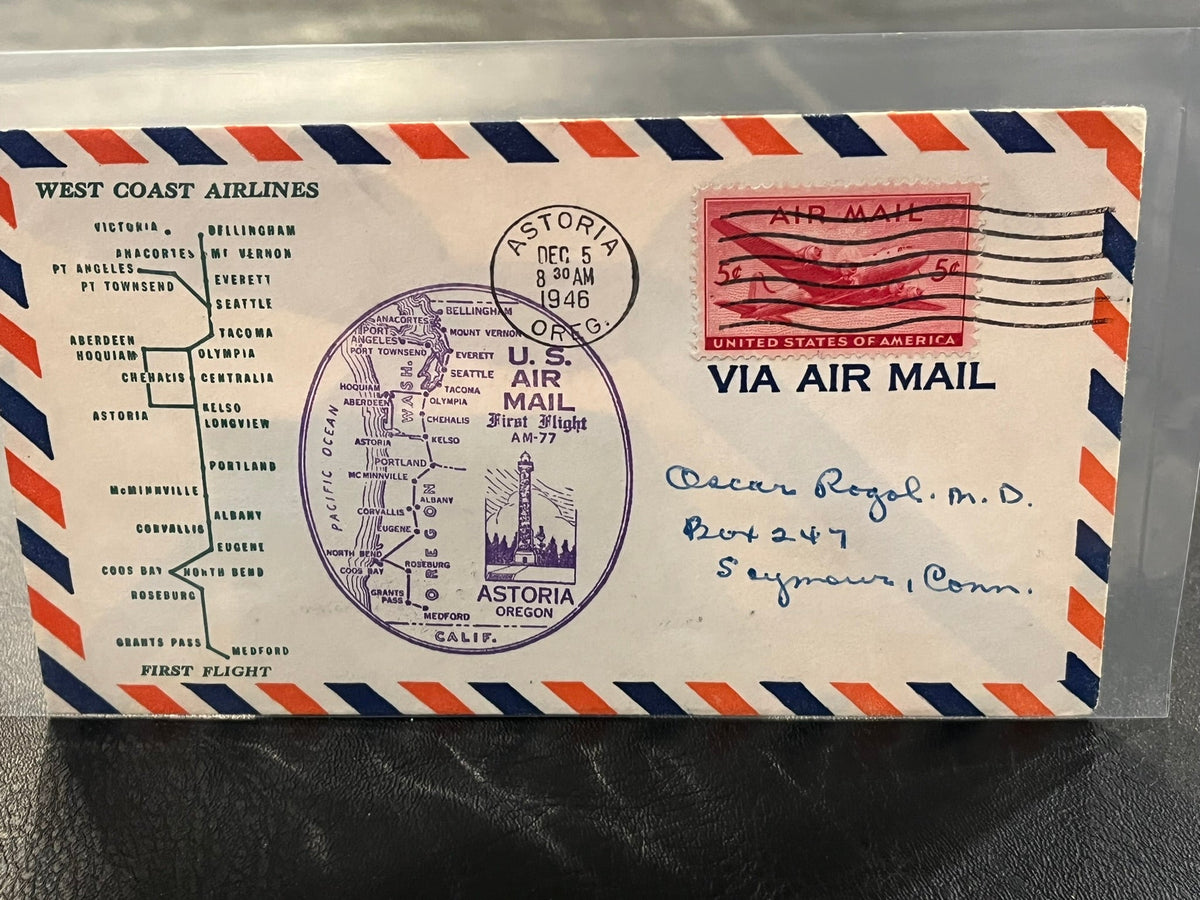 WEST COAST AIRLINES
VICTORIA BELLINGHAM
ANACORTES MT VERNON
PT ANGELES
PT TOWNSEND
EVERETT
SEATTLE
TACOMA
ABERDEEN
HOQUIAM
OLYMPIA
CHEHALIS CENTRALIA
ASTORIA
KELSO
LONGVIEW
PORTLAND
McMINNVILLE
ALBANY
CORVALLIS
EUGENE
COOS BAY NORTH BEND
ROSEBURG
GRANTS PASS
MEDFORD
FIRST FLIGHT
ASTORIA
DEC 5
8 30 AM
1946
OREG.
BELLINGHAM
ANACORTES
PORT
ANGELES
MOUNT VERNON
PORT TOWNSEND
EVERETT
SEATTLE
WASH.
HOQUIAM
TACOMA
ABERDEEN
OLYMPIA
CHEHALIS
ASTORIA
KELSO
PACIFIC OCEAN
PORTLAND
MC MINNVILLE
ALBANY
CORVALLIS
EUGENE
OREGON
NORTH BEND
COOS BAY
ROSEBURG
GRANTS
PASS
MEDFORD
CALIF.
U.S.
AIR
MAIL
First Flight
AM-77
ASTORIA
OREGON
AIR MAIL
5¢ 5¢
UNITED STATES OF AMERICA
VIA AIR MAIL
Oscar Rogol. M.D.
Box 247
Seymour, Conn.